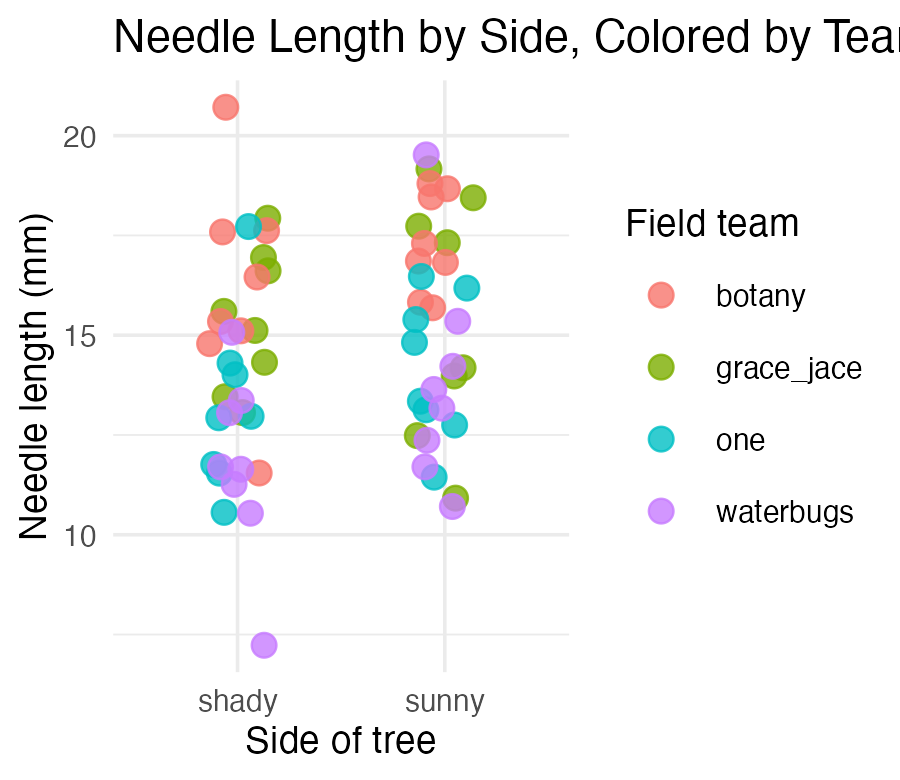 Needle Length by Side, Colored by Tea
Needle length (mm)
20
15
10
shady sunny
Side of tree
Field team
botany
grace_jace
one
waterbugs